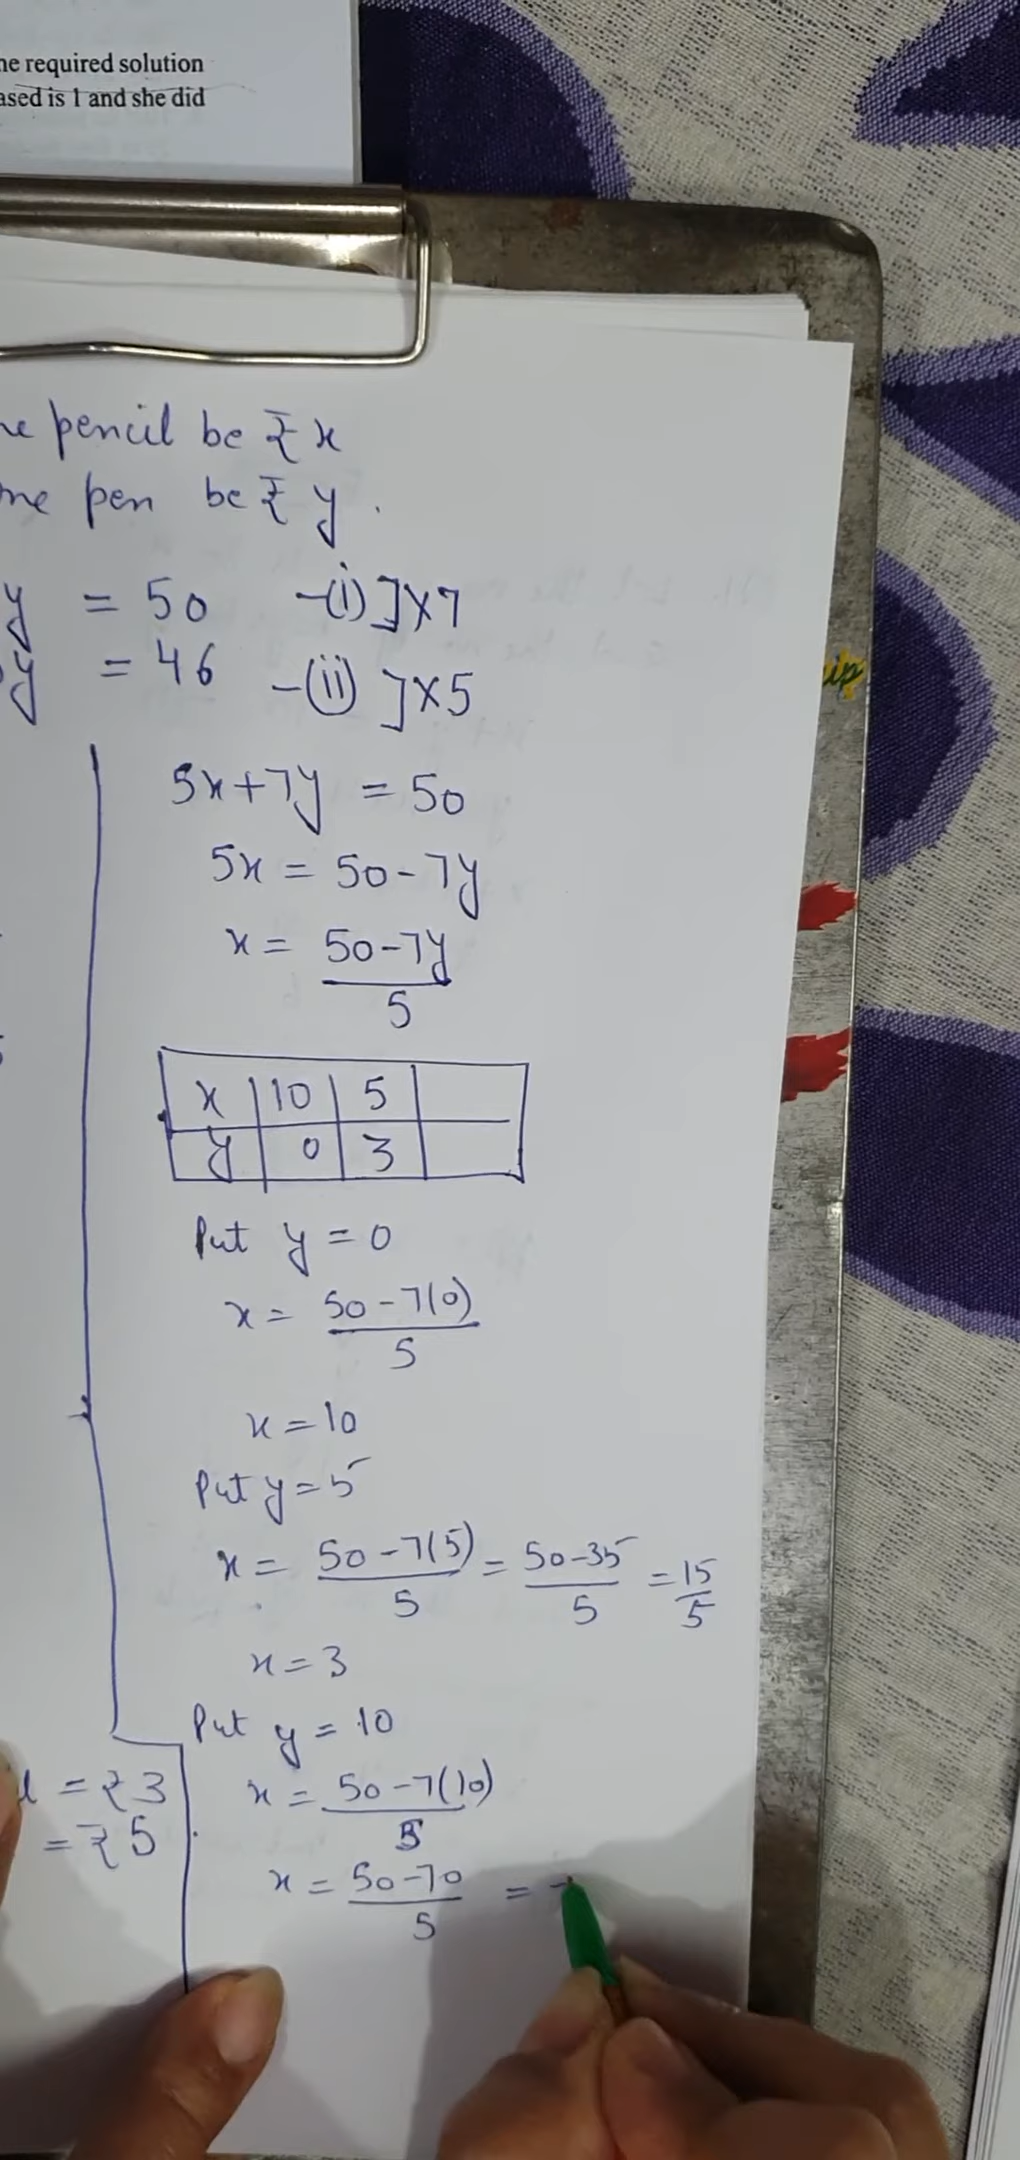 required solution
is 1 and she did
pencil be ₹ x
pen be ₹ y.
y = 50 -(i) ]×7
y = 46 -(ii) ]×5
5x+7y = 50
5x = 50-7y
x = 50-7y
5
x 10 5
y 0 3
Put y = 0
x = 50-7(0)
5
x = 10
Put y = 5
x = 50-7(5) = 50-35 = 15
5 5 5
x = 3
Put y = 10
= ₹3
x = 50-7(10)
5
= ₹5
x = 50-70 =
5